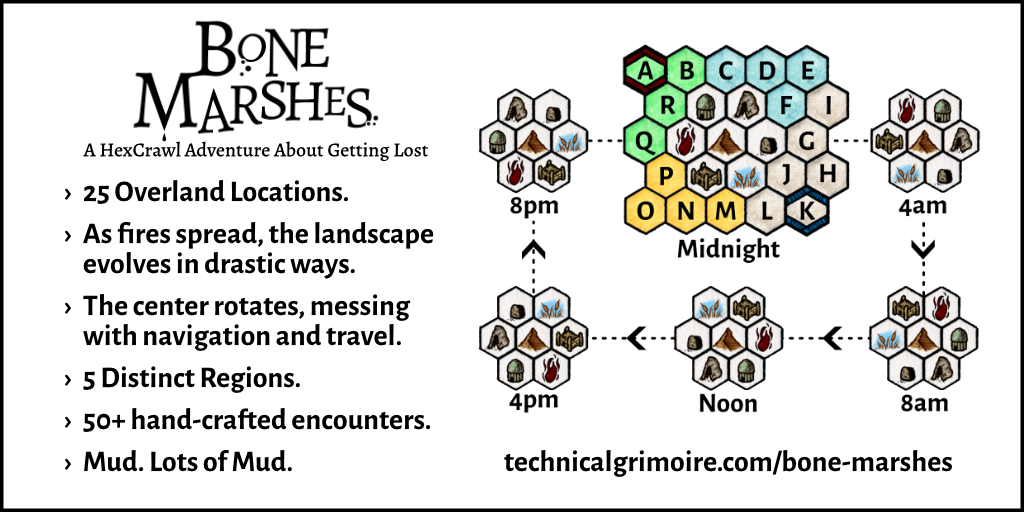 BONE
MARSHES
A HexCrawl Adventure About Getting Lost
› 25 Overland Locations.
› As fires spread, the landscape
evolves in drastic ways.
› The center rotates, messing
with navigation and travel.
› 5 Distinct Regions.
› 50+ hand-crafted encounters.
› Mud. Lots of Mud.
A B C D E
R F I
Q G
P J H
O N M L K
8pm
Midnight
4am
4pm
Noon
8am
technicalgrimoire.com/bone-marshes